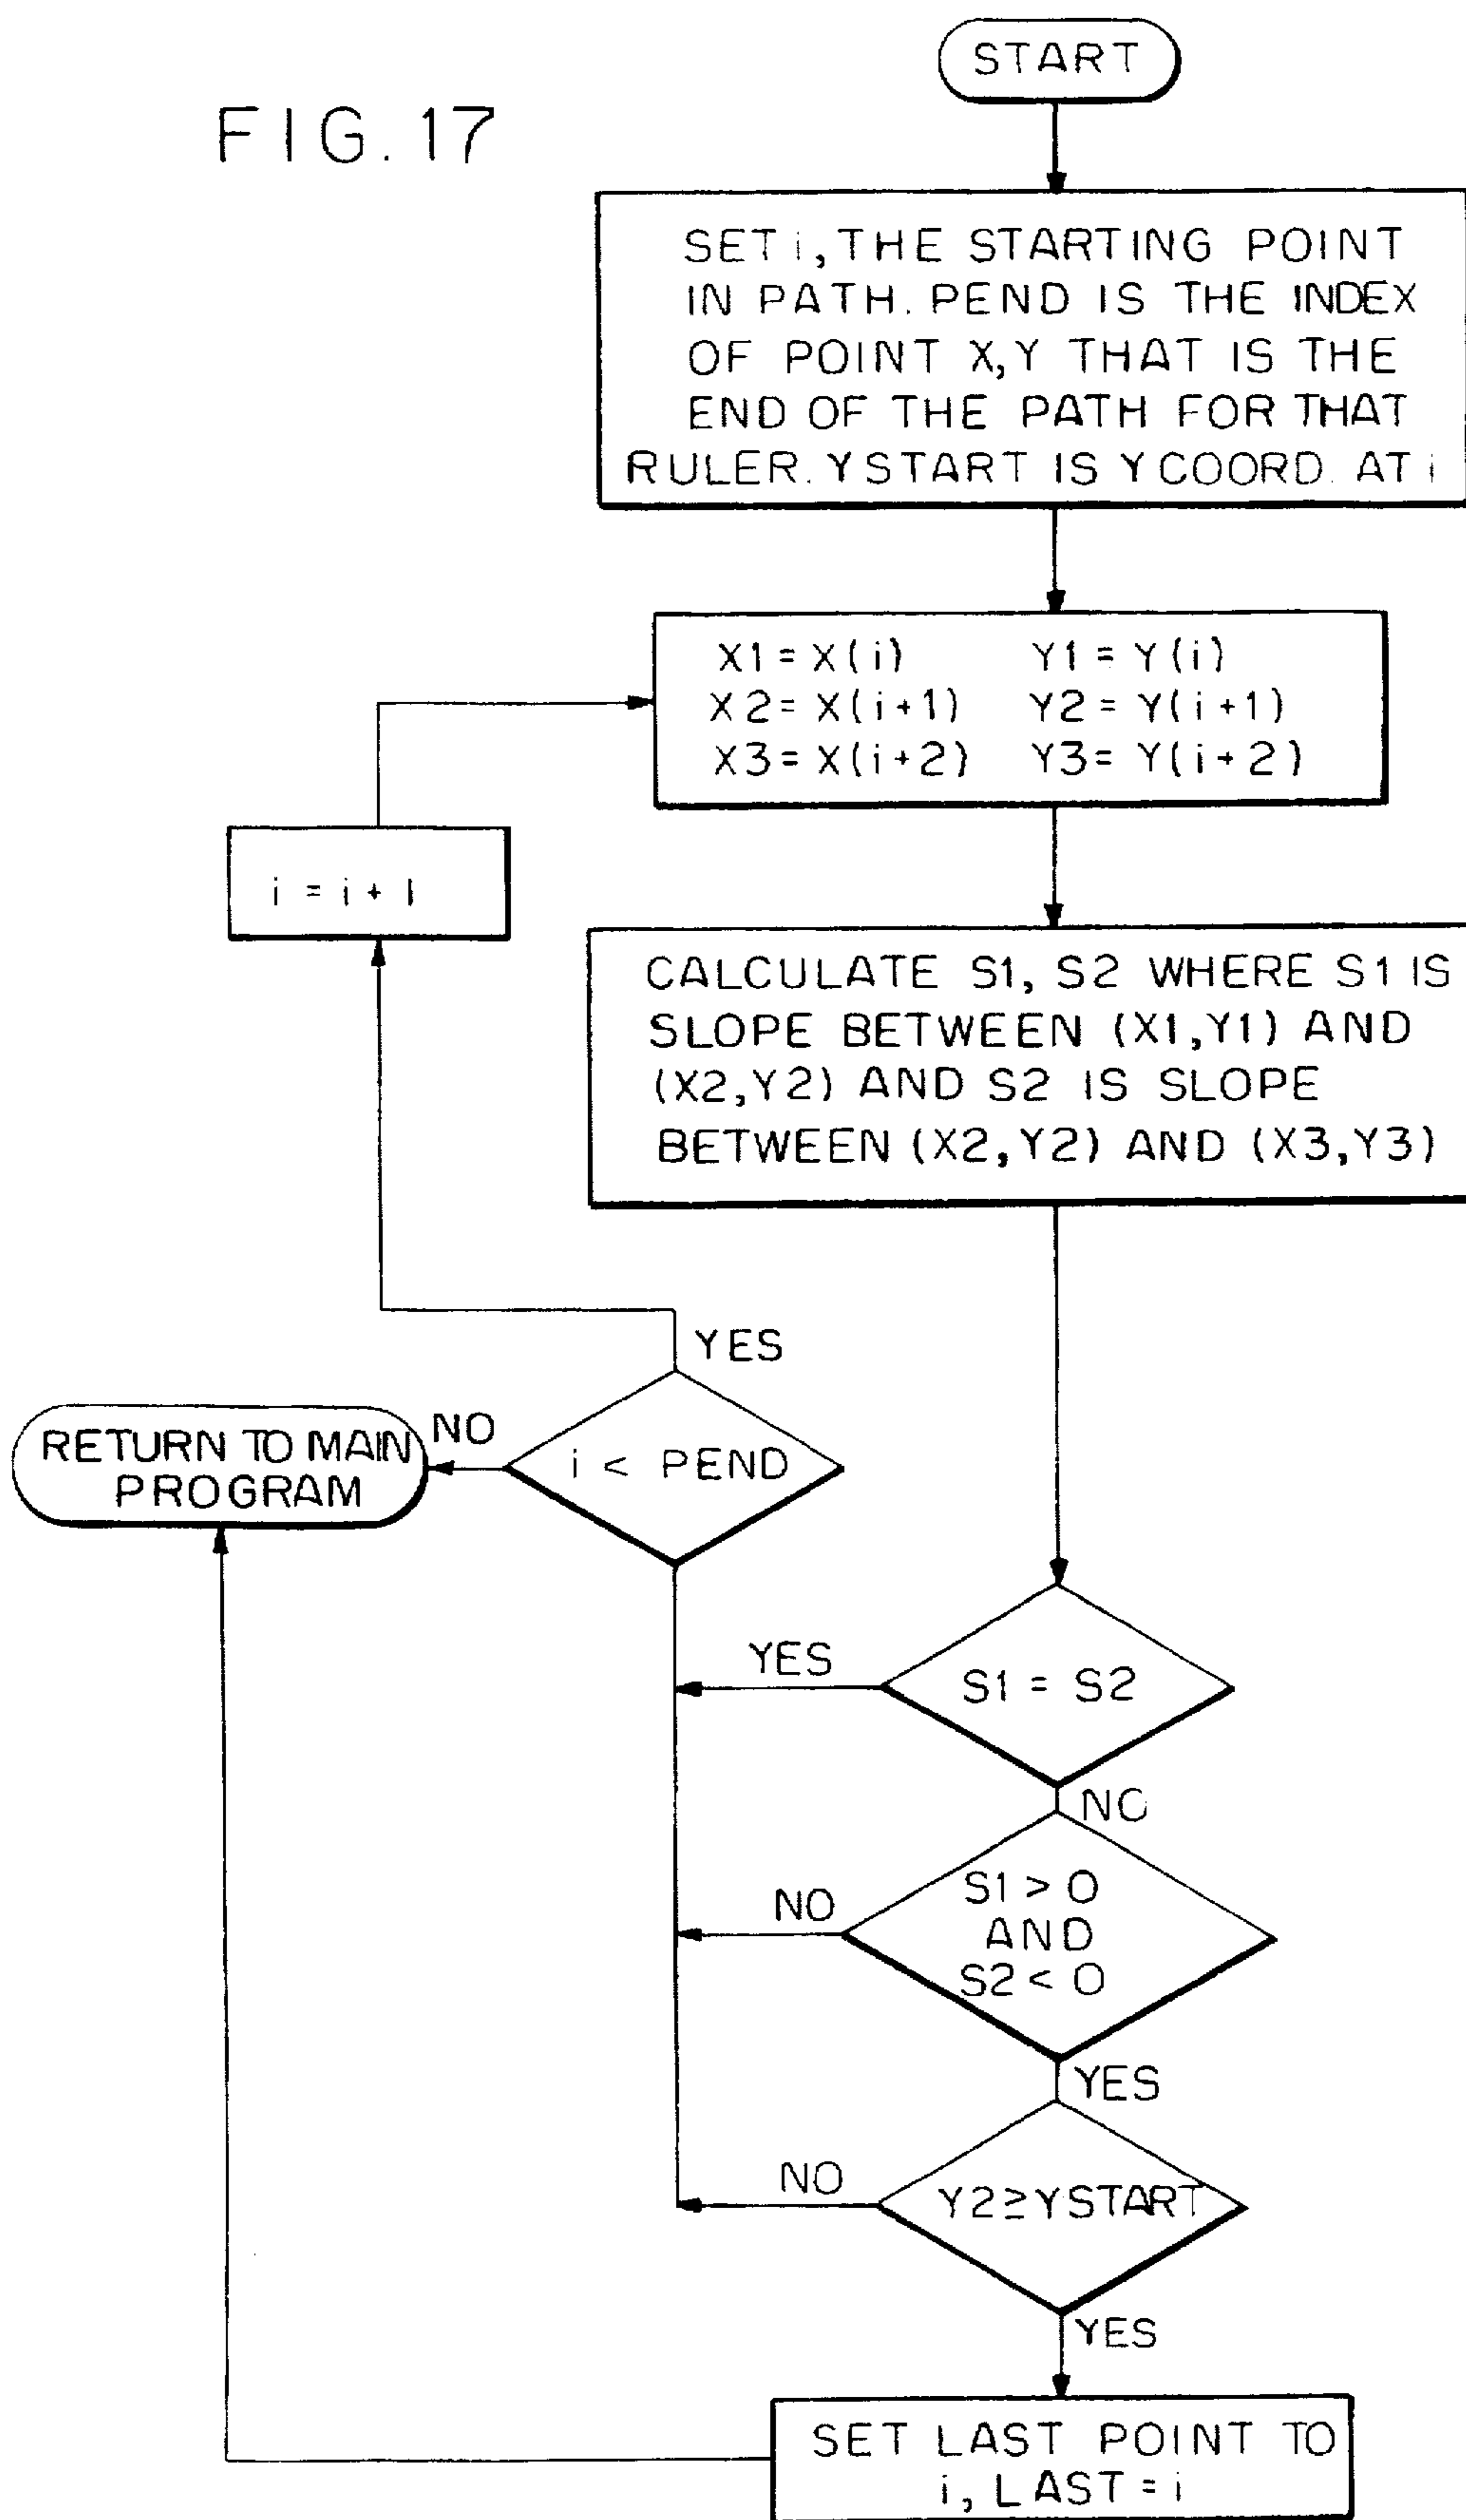 START
FIG. 17
SET i, THE STARTING POINT
IN PATH. PEND IS THE INDEX
OF POINT X,Y THAT IS THE
END OF THE PATH FOR THAT
RULER. YSTART IS Y COORD. AT i
X1 = X(i) Y1 = Y(i)
X2 = X(i+1) Y2 = Y(i+1)
X3 = X(i+2) Y3 = Y(i+2)
i = i + 1
CALCULATE S1, S2 WHERE S1 IS
SLOPE BETWEEN (X1,Y1) AND
(X2,Y2) AND S2 IS SLOPE
BETWEEN (X2,Y2) AND (X3,Y3)
YES
NO
RETURN TO MAIN
PROGRAM
i < PEND
YES
S1 = S2
NO
NO
S1 > 0
AND
S2 < 0
YES
NO
Y2 ≥ YSTART
YES
SET LAST POINT TO
i, LAST = i